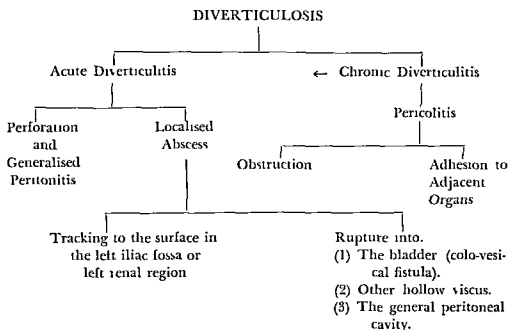 DIVERTICULOSIS
Acute Diverticulitis
← Chronic Diverticulitis
Perforation
and
Generalised
Peritonitis
Localised
Abscess
Pericolitis
Obstruction
Adhesion to
Adjacent
Organs
Tracking to the surface in
the left iliac fossa or
left renal region
Rupture into.
(1) The bladder (colo-vesi-
cal fistula).
(2) Other hollow viscus.
(3) The general peritoneal
cavity.